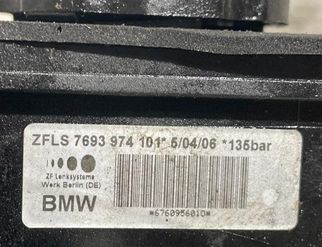 ZFLS 7693 974 101* 5/04/06 *135bar
ZF Lenksysteme
Werk Berlin (DE)
BMW
*6760956010*